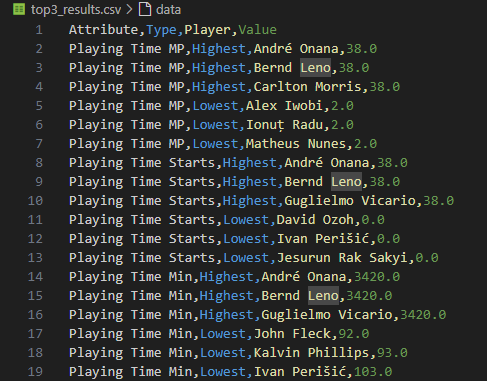 top3_results.csv > data
1 Attribute,Type,Player,Value
2 Playing Time MP,Highest,André Onana,38.0
3 Playing Time MP,Highest,Bernd Leno,38.0
4 Playing Time MP,Highest,Carlton Morris,38.0
5 Playing Time MP,Lowest,Alex Iwobi,2.0
6 Playing Time MP,Lowest,Ionuț Radu,2.0
7 Playing Time MP,Lowest,Matheus Nunes,2.0
8 Playing Time Starts,Highest,André Onana,38.0
9 Playing Time Starts,Highest,Bernd Leno,38.0
10 Playing Time Starts,Highest,Guglielmo Vicario,38.0
11 Playing Time Starts,Lowest,David Ozoh,0.0
12 Playing Time Starts,Lowest,Ivan Perišić,0.0
13 Playing Time Starts,Lowest,Jesurun Rak Sakyi,0.0
14 Playing Time Min,Highest,André Onana,3420.0
15 Playing Time Min,Highest,Bernd Leno,3420.0
16 Playing Time Min,Highest,Guglielmo Vicario,3420.0
17 Playing Time Min,Lowest,John Fleck,92.0
18 Playing Time Min,Lowest,Kalvin Phillips,93.0
19 Playing Time Min,Lowest,Ivan Perišić,103.0